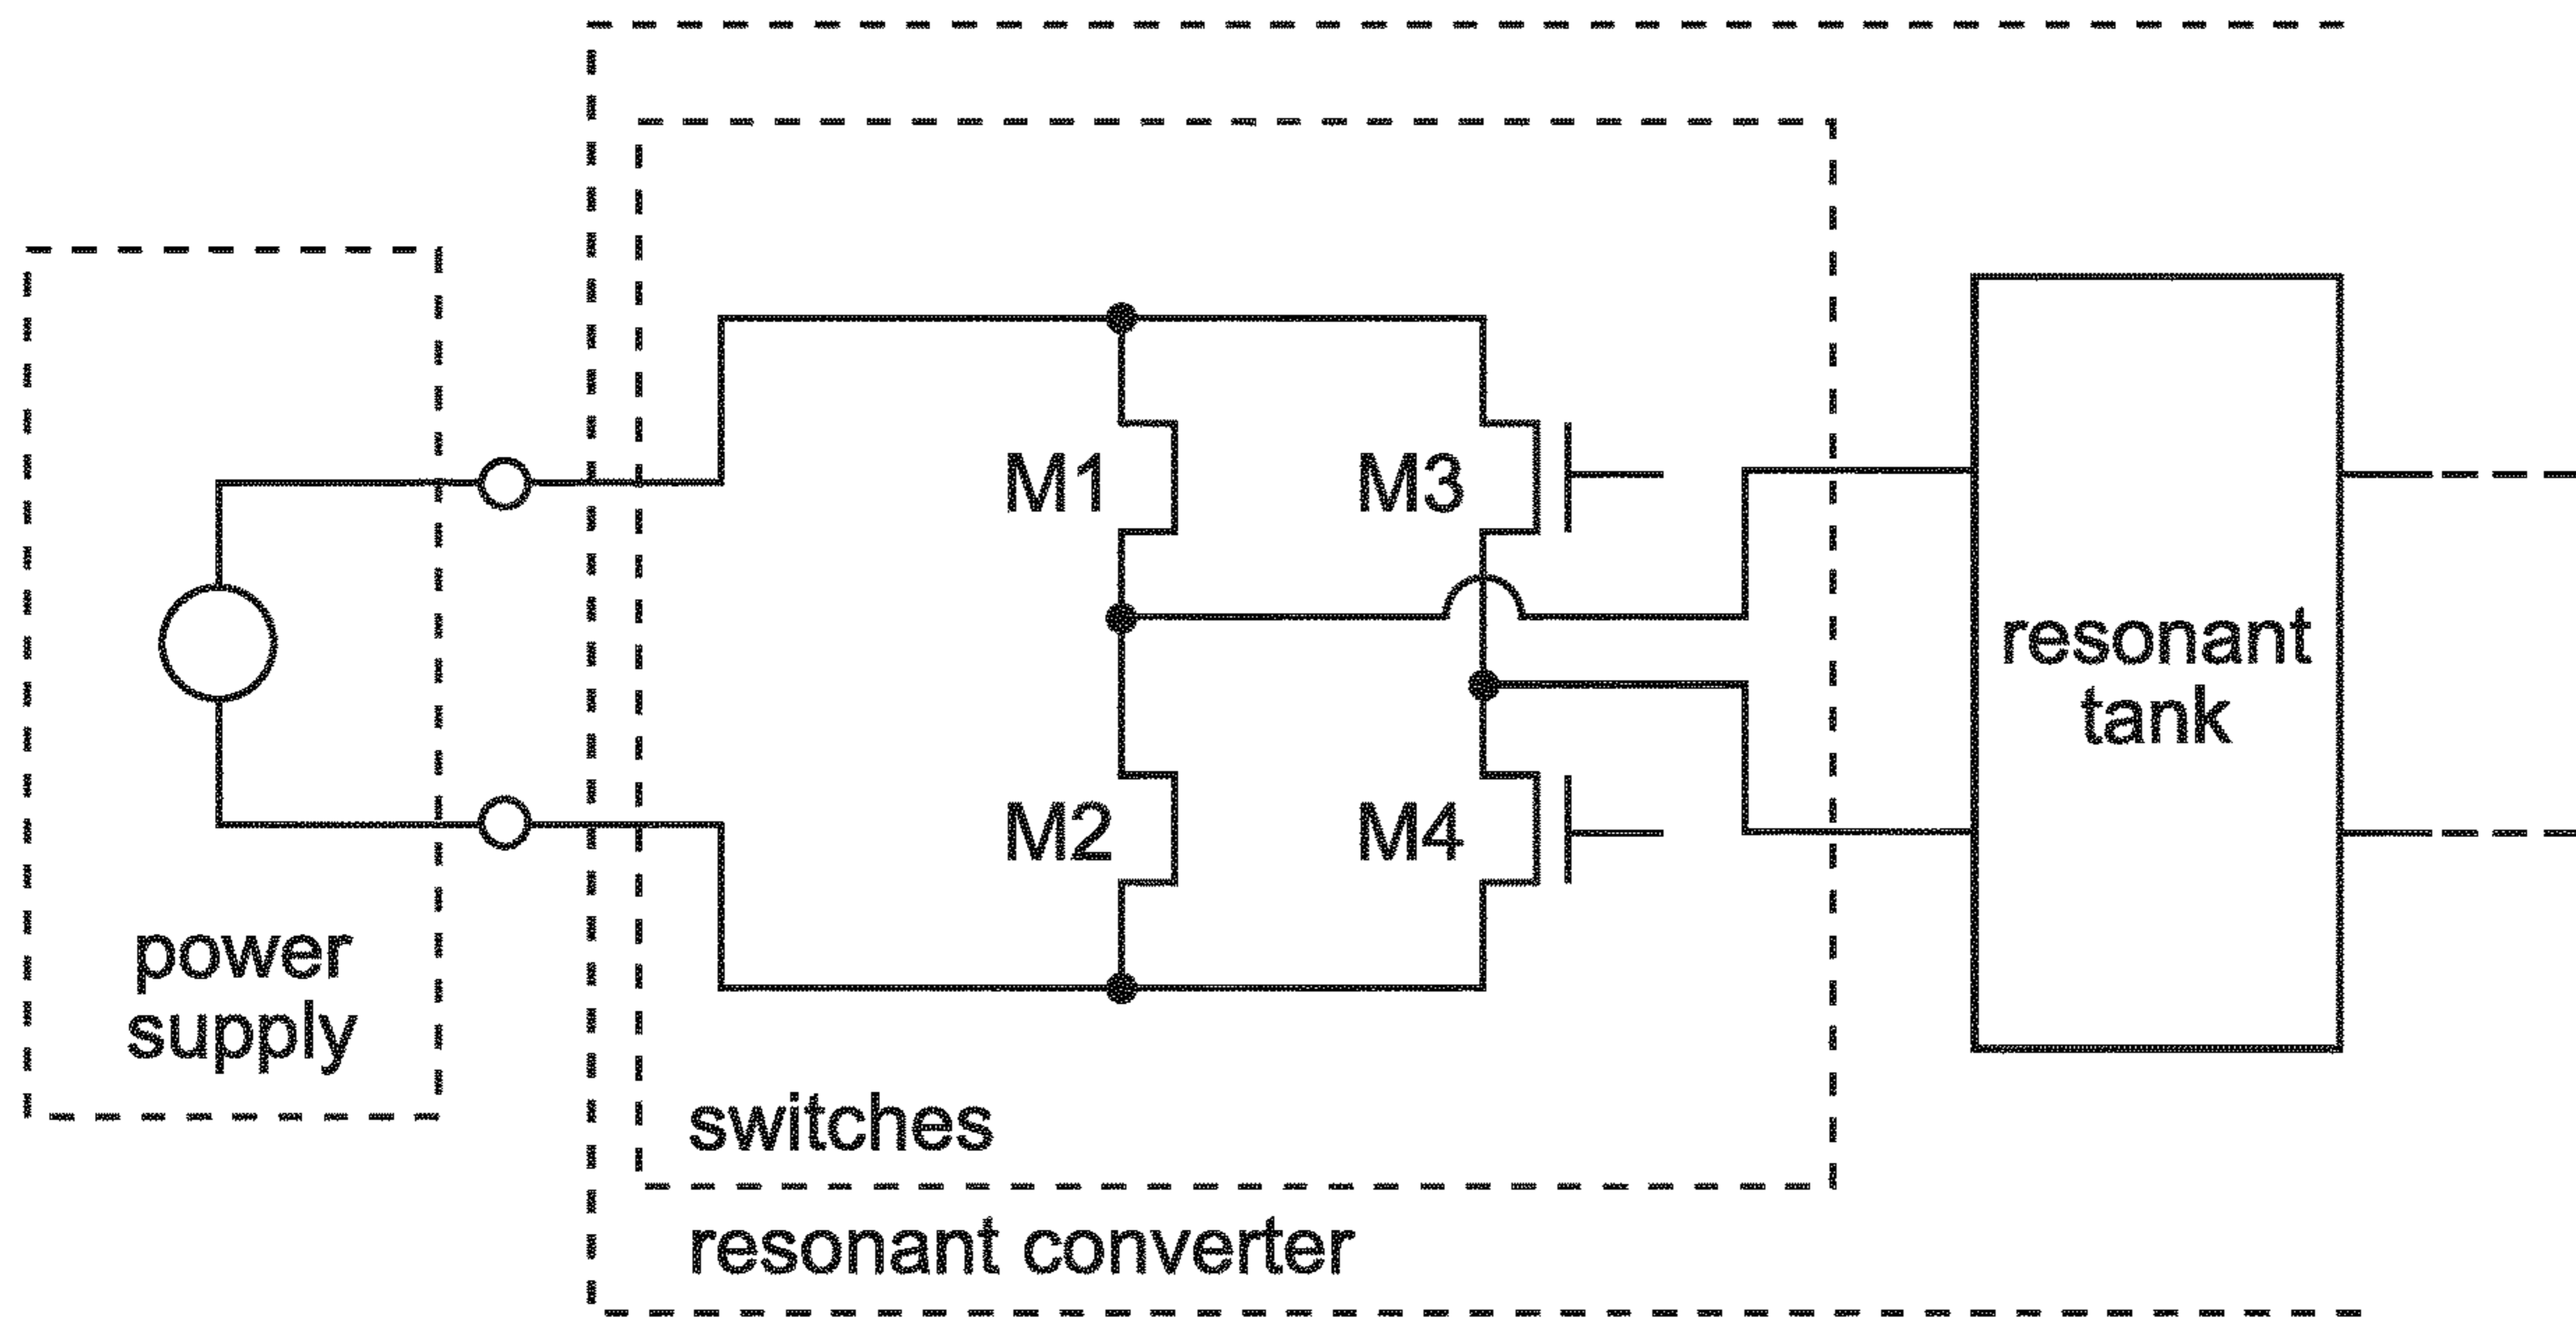 M1
M3
M2
M4
resonant
tank
power
supply
switches
resonant converter